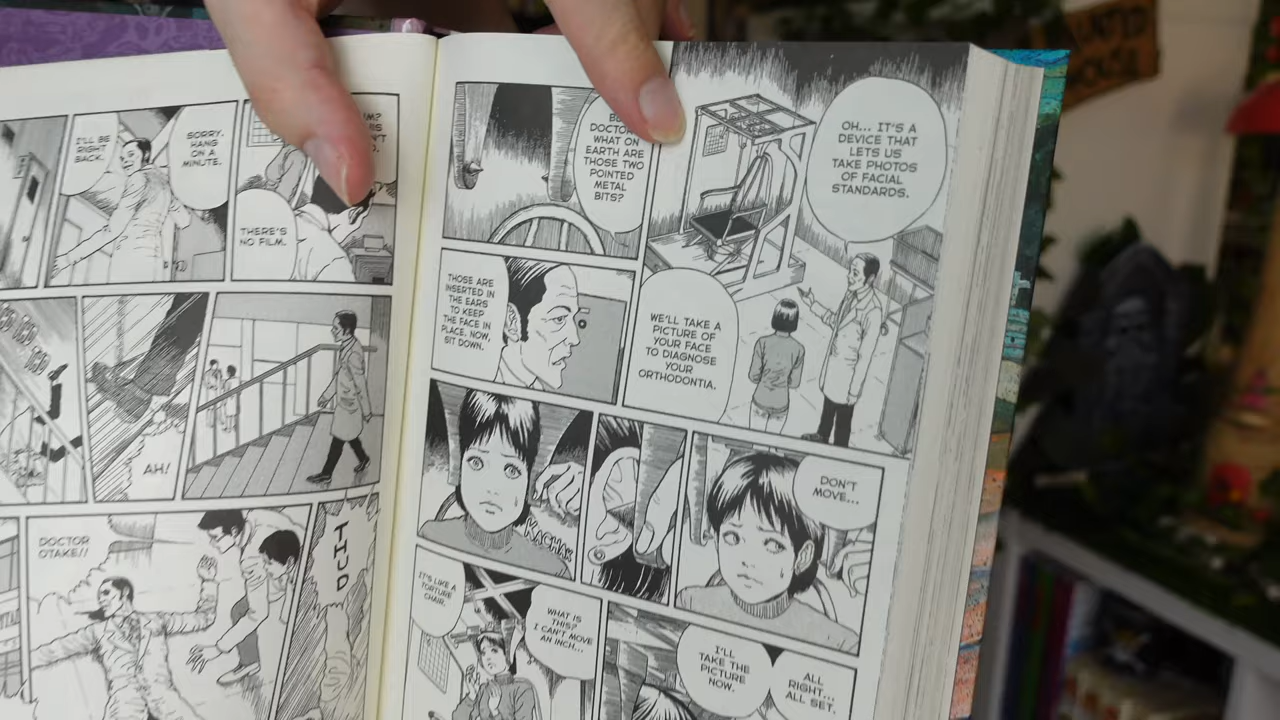 OH... IT'S A
DEVICE THAT
LETS US
TAKE PHOTOS
OF FACIAL
STANDARDS.
WE'LL TAKE A
PICTURE OF
YOUR FACE
TO DIAGNOSE
YOUR
ORTHODONTIA.
WHAT ON
EARTH ARE
THOSE TWO
POINTED
METAL
BITS?
THOSE ARE
INSERTED IN
THE EARS
TO KEEP
THE FACE IN
PLACE. NOW,
SIT DOWN.
DON'T
MOVE...
KACHAK
WHAT IS
THIS?
I CAN'T MOVE
AN INCH...
IT'S LIKE A
TORTURE
CHAIR.
ALL
RIGHT...
ALL SET.
I'LL
TAKE THE
PICTURE
NOW.
THERE'S
NO FILM.
SORRY.
HANG
ON A
MINUTE.
I'LL BE
RIGHT
BACK.
AH!
THUD
DOCTOR
OTAKE!!